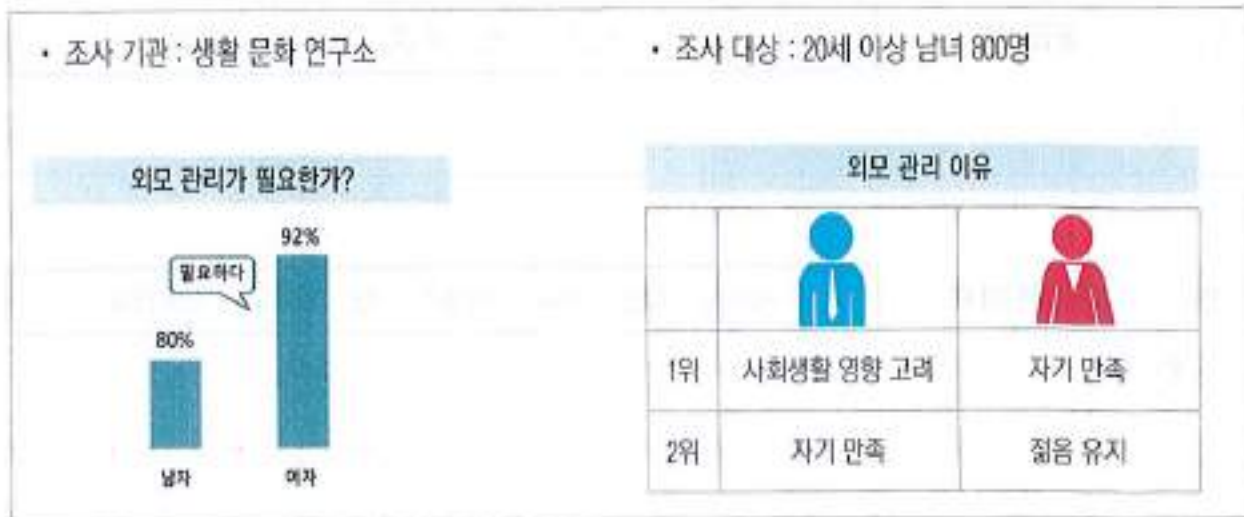 • 조사 기관 : 생활 문화 연구소
• 조사 대상 : 20세 이상 남녀 800명
외모 관리가 필요한가?
92%
필요하다
80%
남자 여자
외모 관리 이유
1위 사회생활 영향 고려 자기 만족
2위 자기 만족 젊음 유지